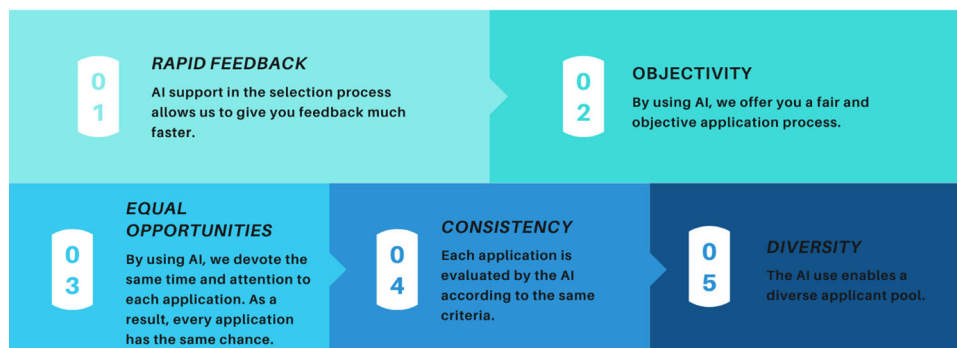 01
RAPID FEEDBACK
AI support in the selection process
allows us to give you feedback much
faster.
02
OBJECTIVITY
By using AI, we offer you a fair and
objective application process.
03
EQUAL
OPPORTUNITIES
By using AI, we devote the
same time and attention to
each application. As a
result, every application
has the same chance.
04
CONSISTENCY
Each application is
evaluated by the AI
according to the same
criteria.
05
DIVERSITY
The AI use enables a
diverse applicant pool.